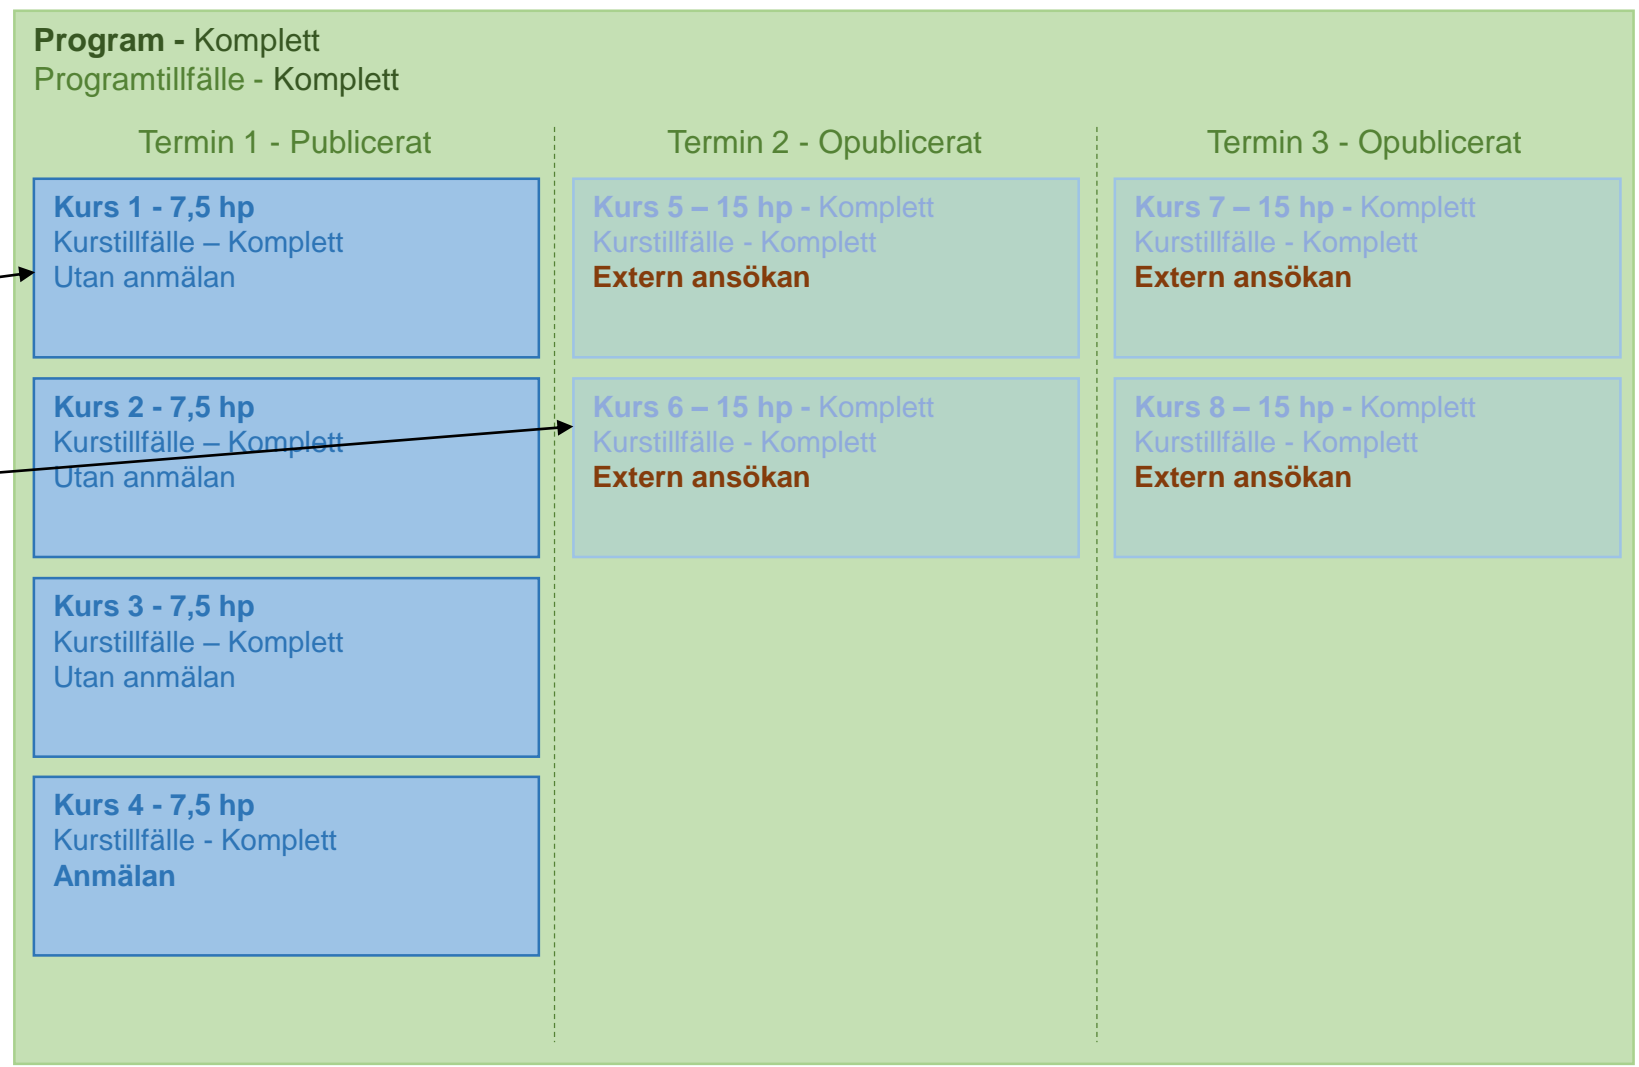 Program - Komplett
Programtillfälle - Komplett
Termin 1 - Publicerat
Kurs 1 - 7,5 hp
Kurstillfälle – Komplett
Utan anmälan
Kurs 2 - 7,5 hp
Kurstillfälle – Komplett
Utan anmälan
Kurs 3 - 7,5 hp
Kurstillfälle – Komplett
Utan anmälan
Kurs 4 - 7,5 hp
Kurstillfälle - Komplett
Anmälan
Termin 2 - Opublicerat
Kurs 5 – 15 hp - Komplett
Kurstillfälle - Komplett
Extern ansökan
Kurs 6 – 15 hp - Komplett
Kurstillfälle - Komplett
Extern ansökan
Termin 3 - Opublicerat
Kurs 7 – 15 hp - Komplett
Kurstillfälle - Komplett
Extern ansökan
Kurs 8 – 15 hp - Komplett
Kurstillfälle - Komplett
Extern ansökan